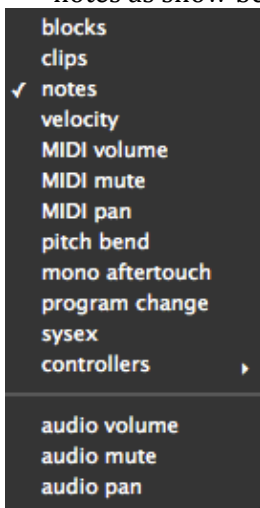 blocks
clips
✓ notes
velocity
MIDI volume
MIDI mute
MIDI pan
pitch bend
mono aftertouch
program change
sysex
controllers
audio volume
audio mute
audio pan